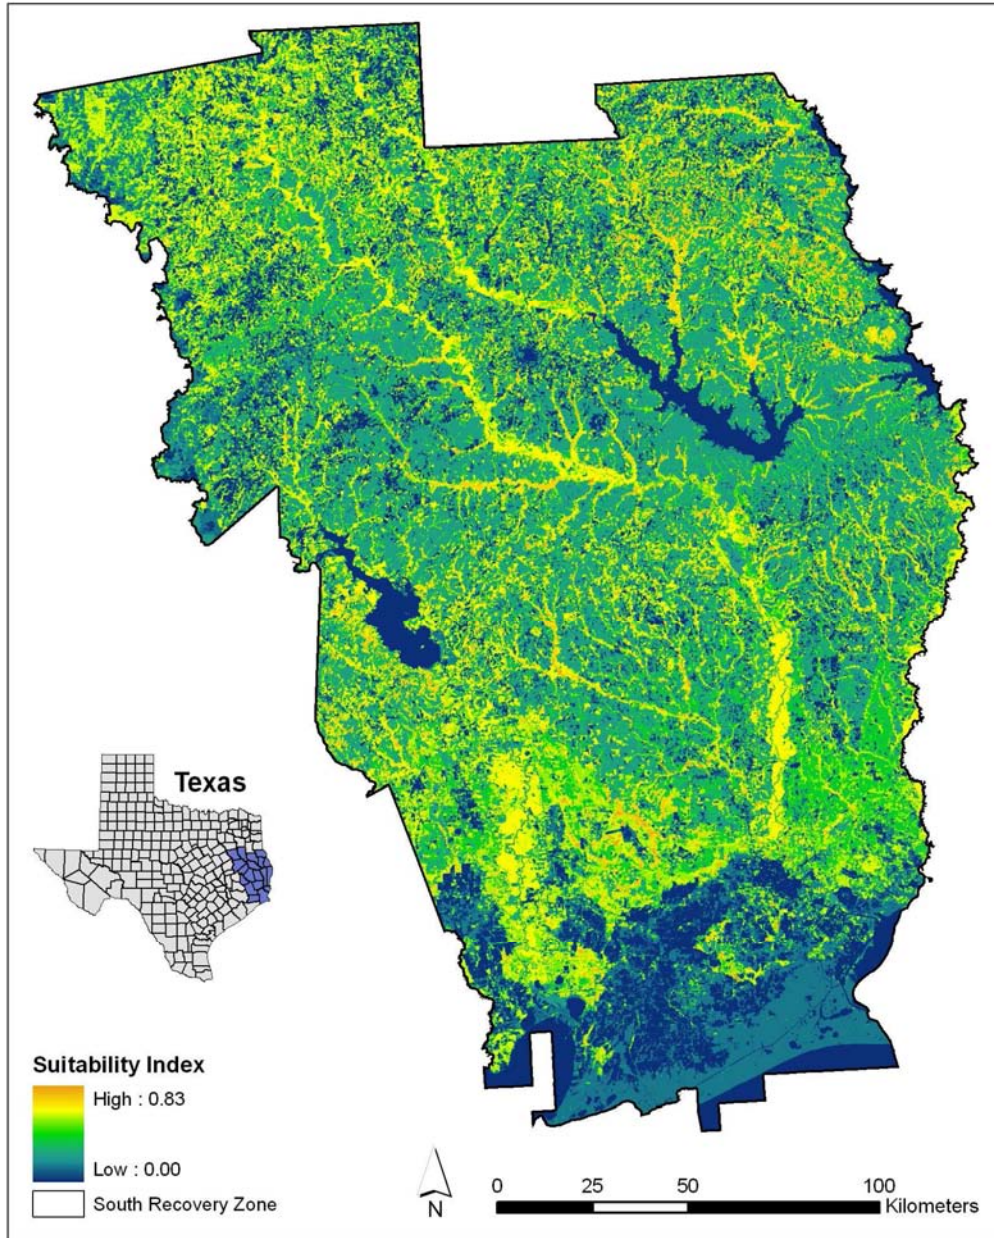 Texas
Suitability Index
High : 0.83
Low : 0.00
South Recovery Zone
N
0 25 50 100
Kilometers